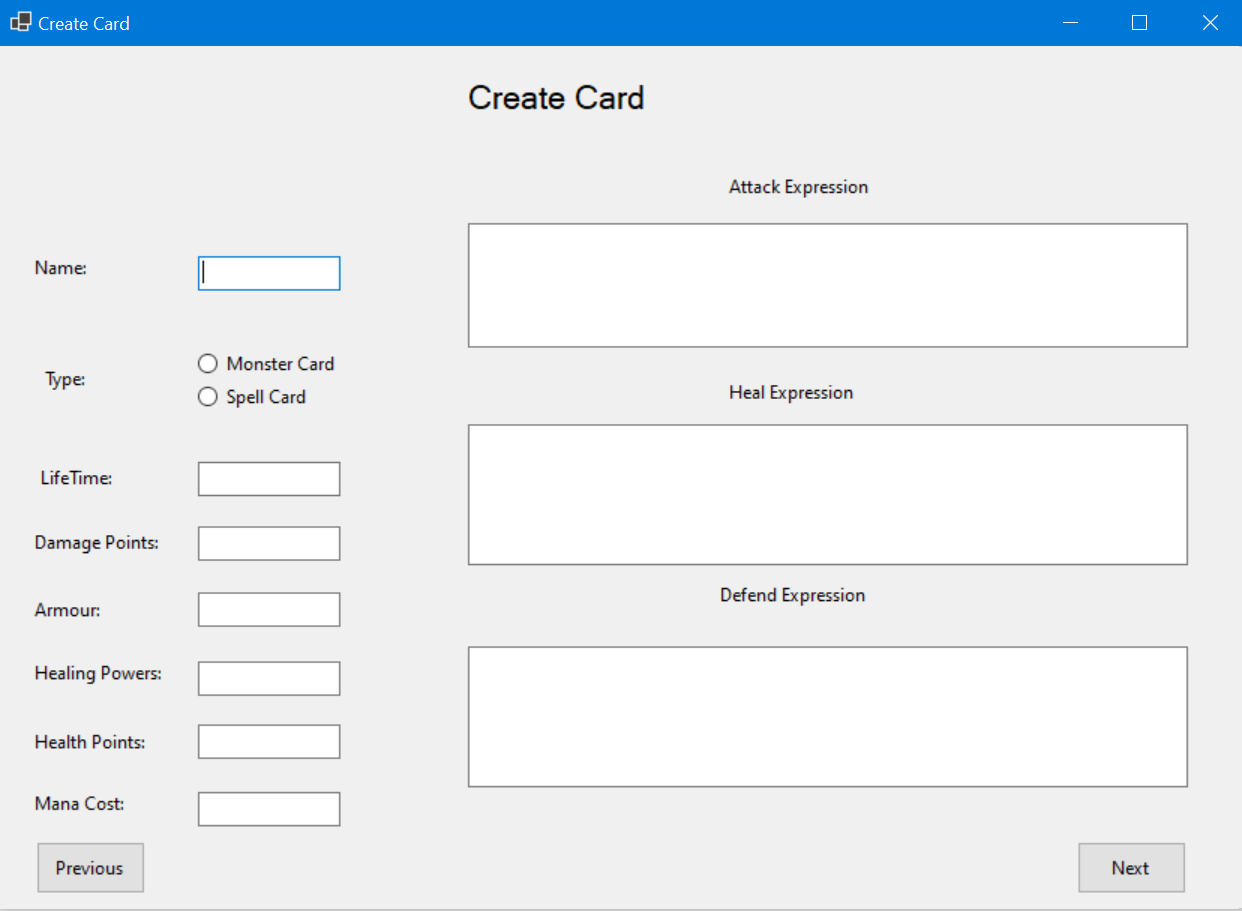 Create Card
Create Card
Attack Expression
Name:
Type:
Monster Card
Spell Card
Heal Expression
LifeTime:
Damage Points:
Defend Expression
Armour:
Healing Powers:
Health Points:
Mana Cost:
Previous
Next